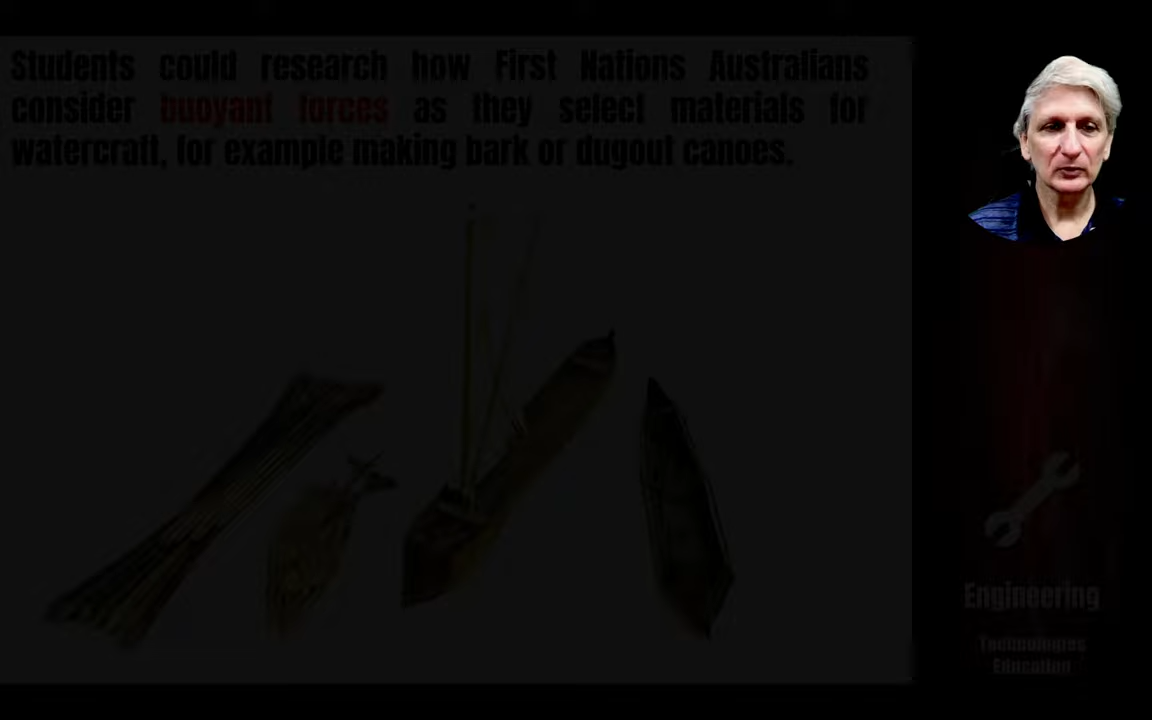 Students could research how First Nations Australians
consider buoyant forces as they select materials for
watercraft, for example making bark or dugout canoes.
Engineering
Technologies
Education